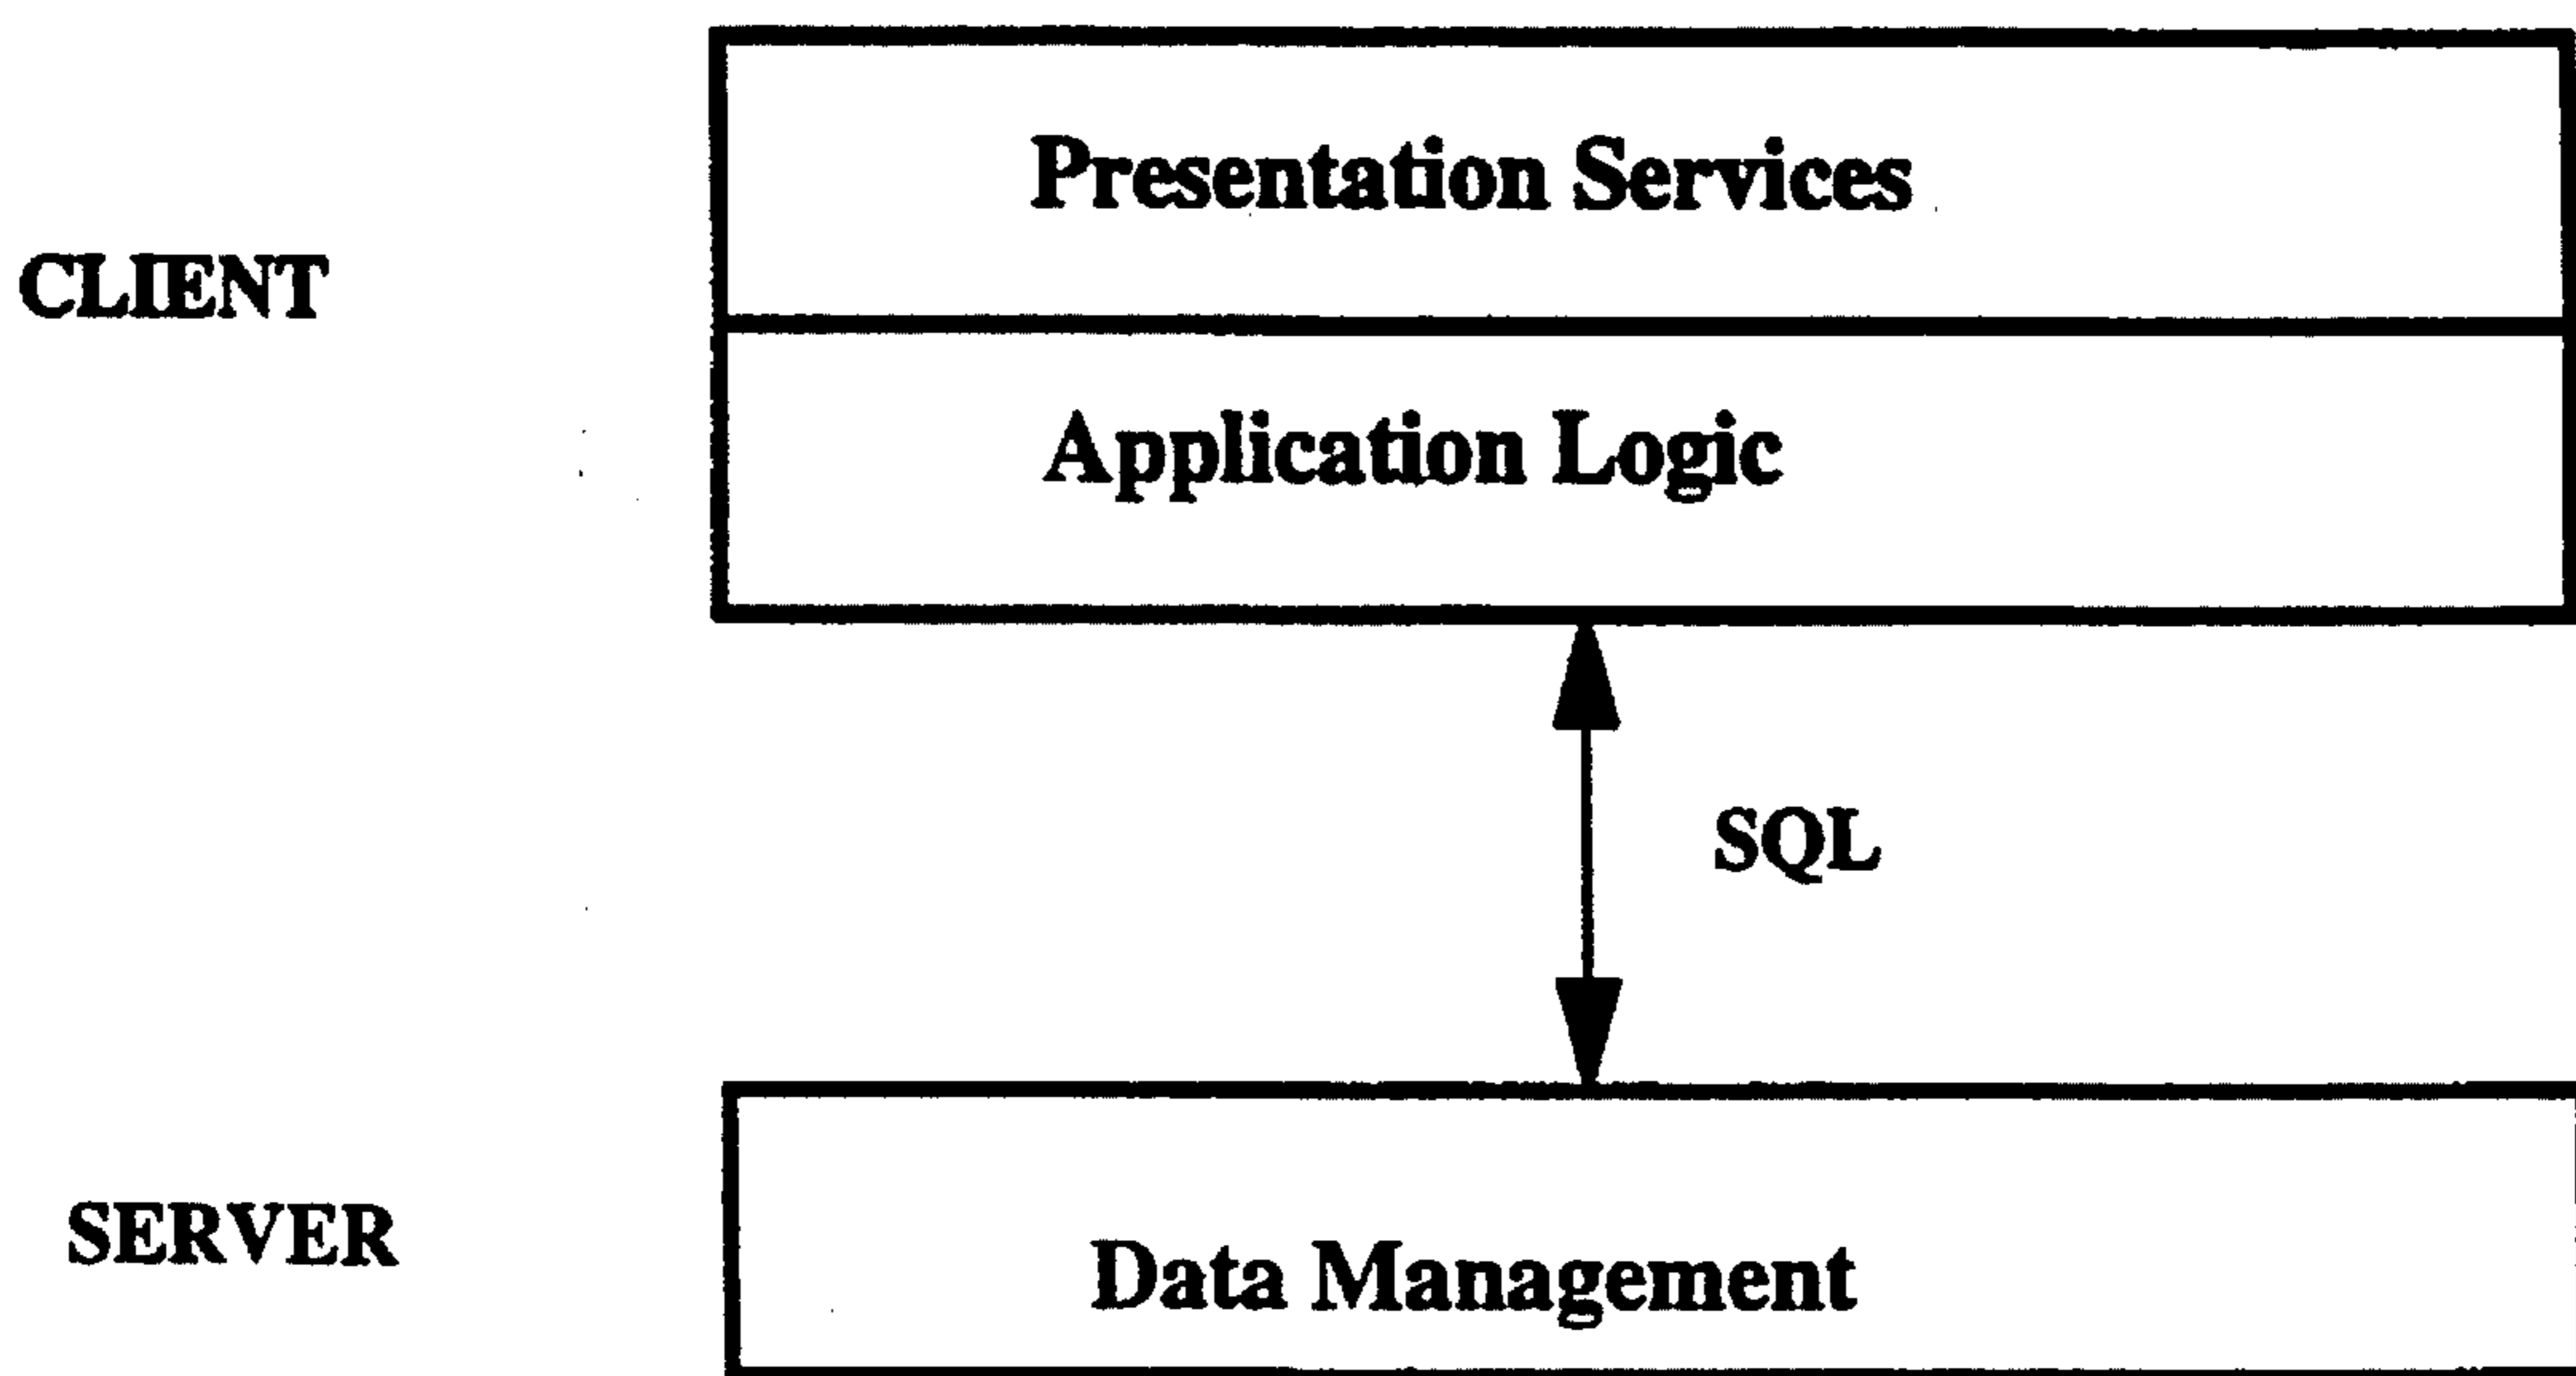 Presentation Services
CLIENT
Application Logic
SQL
SERVER
Data Management